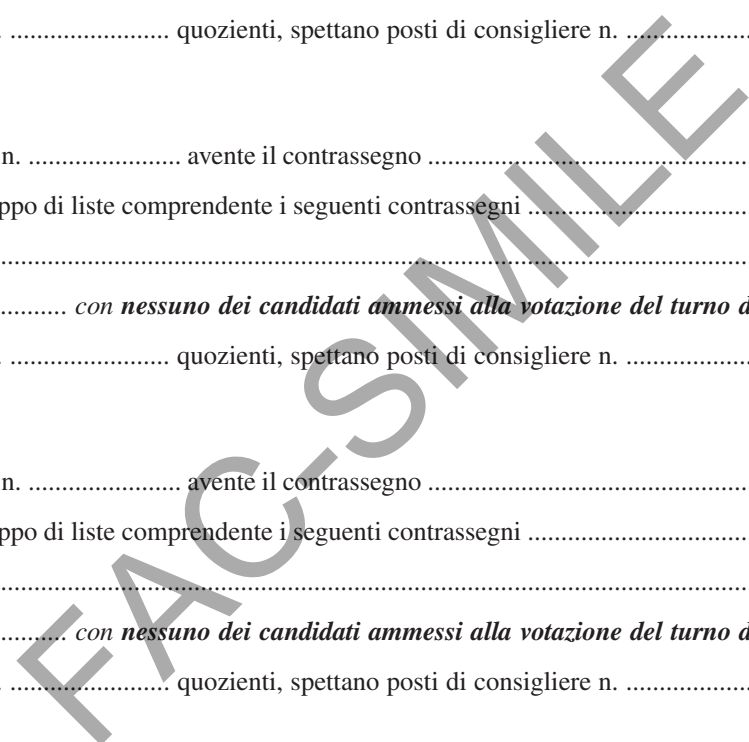 . ........................ quozienti, spettano posti di consigliere n. ...................
n. ....................... avente il contrassegno ................................................
ppo di liste comprendente i seguenti contrassegni .................................
................................................................................................................
.......... con nessuno dei candidati ammessi alla votazione del turno d
. ........................ quozienti, spettano posti di consigliere n. ...................
n. ....................... avente il contrassegno ................................................
ppo di liste comprendente i seguenti contrassegni .................................
................................................................................................................
.......... con nessuno dei candidati ammessi alla votazione del turno d
. ........................ quozienti, spettano posti di consigliere n. ...................
FAC-SIMILE